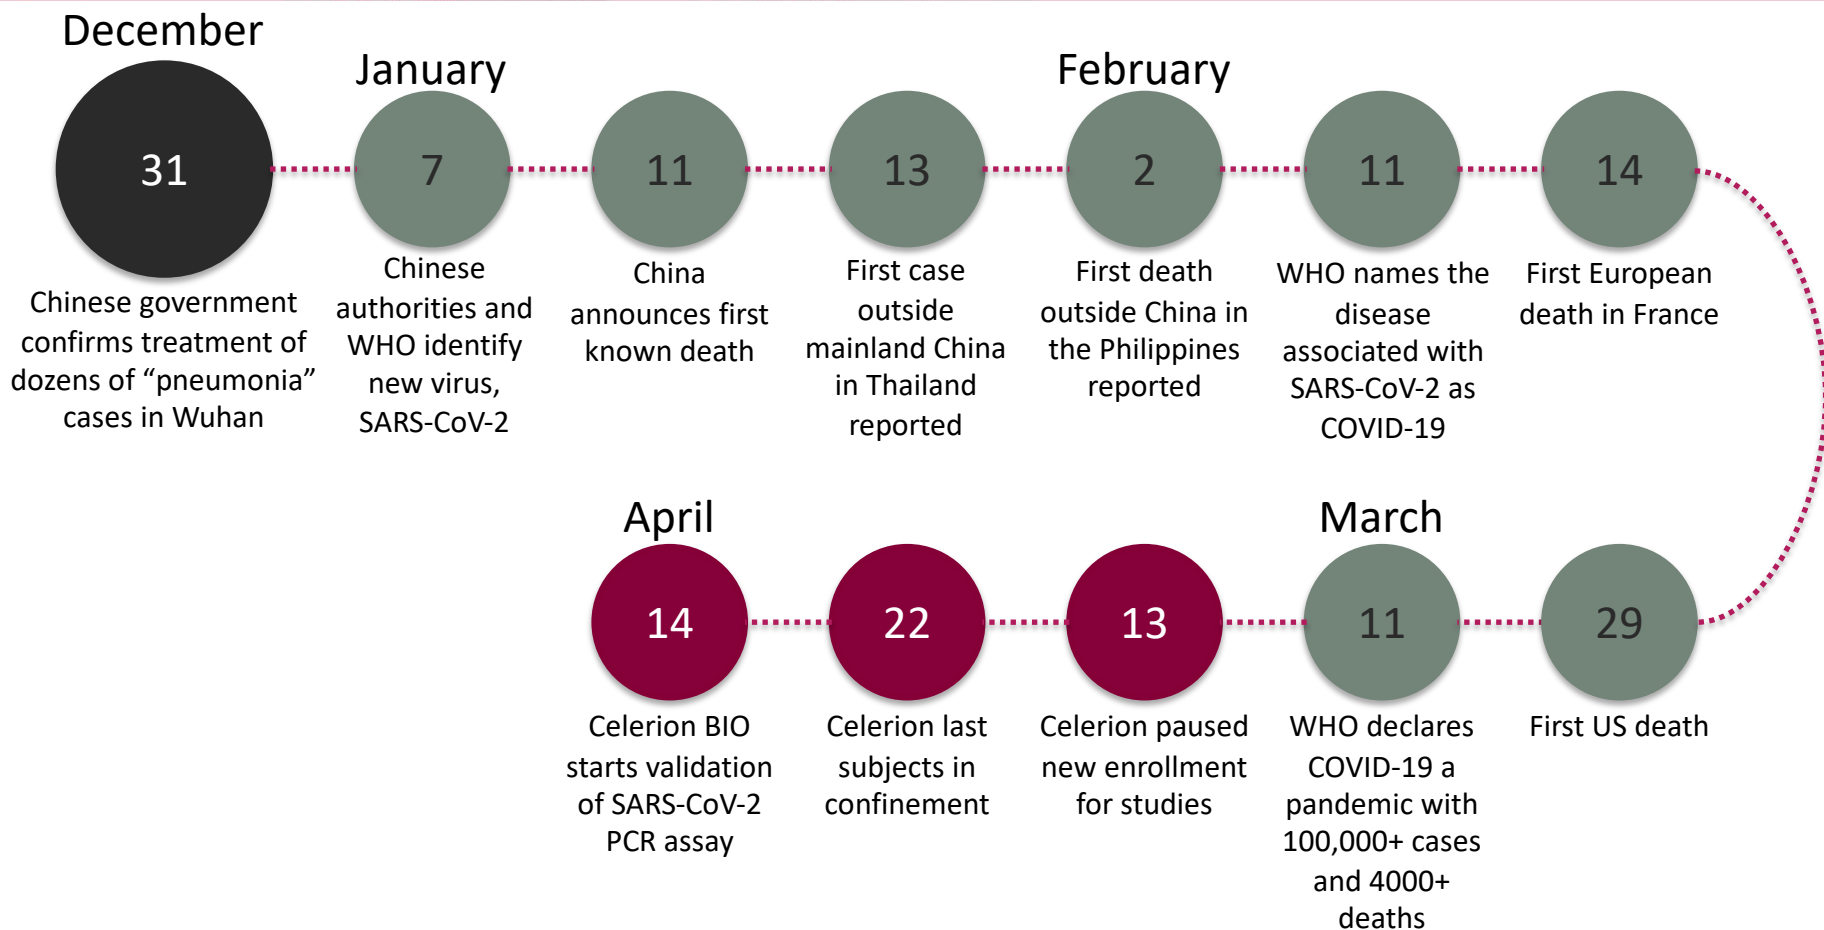 December
31
Chinese government
confirms treatment of
dozens of “pneumonia”
cases in Wuhan
January
7
Chinese
authorities and
WHO identify
new virus,
SARS-CoV-2
11
China
announces first
known death
13
First case
outside
mainland China
in Thailand
reported
February
2
First death
outside China in
the Philippines
reported
11
WHO names the
disease
associated with
SARS-CoV-2 as
COVID-19
14
First European
death in France
29
First US death
March
11
WHO declares
COVID-19 a
pandemic with
100,000+ cases
and 4000+
deaths
13
Celerion paused
new enrollment
for studies
22
Celerion last
subjects in
confinement
April
14
Celerion BIO
starts validation
of SARS-CoV-2
PCR assay